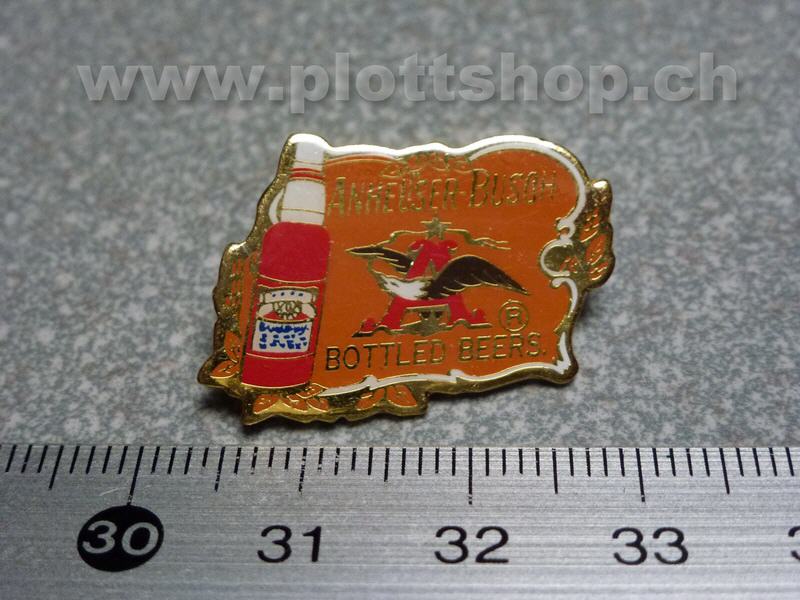 www.plottshop.ch
ANHEUSER-BUSCH
A
®
BOTTLED BEERS.
30 31 32 33